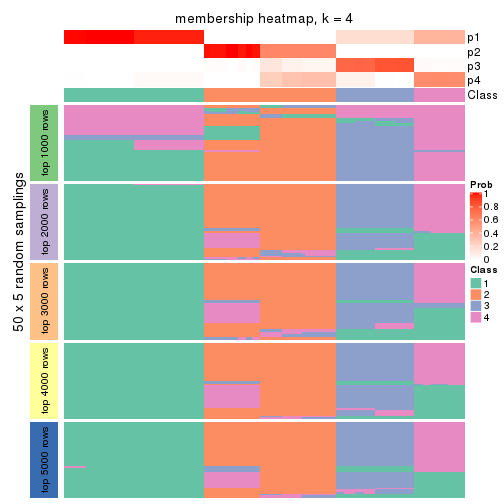 membership heatmap, k = 4
p1
p2
p3
p4
Class
50 x 5 random samplings
top 1000 rows
top 2000 rows
top 3000 rows
top 4000 rows
top 5000 rows
Prob
1
0.8
0.6
0.4
0.2
0
Class
1
2
3
4